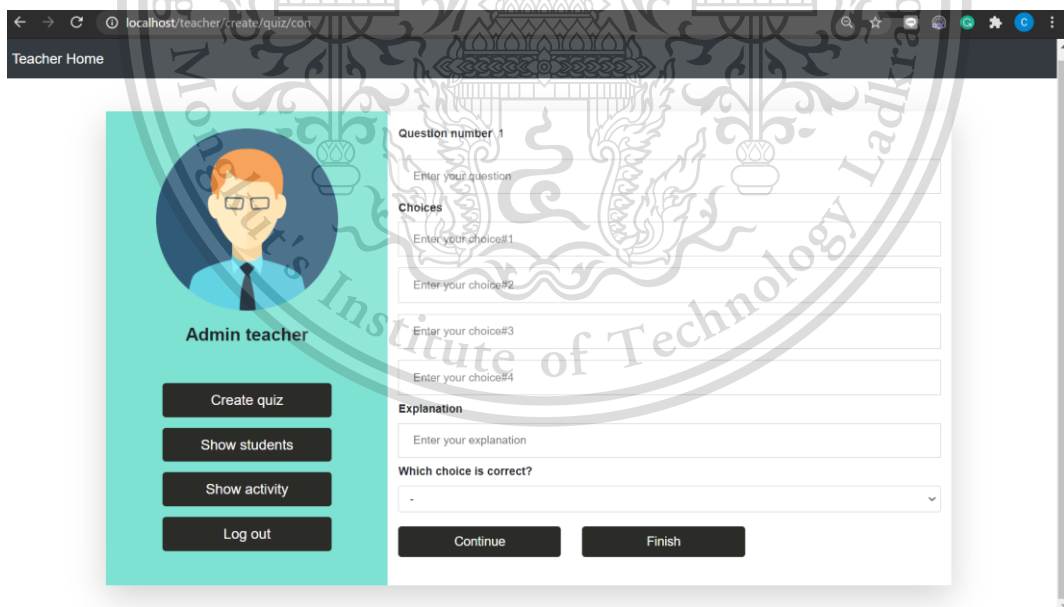 localhost/teacher/create/quiz/con
C
Teacher Home
Admin teacher
Create quiz
Show students
Show activity
Log out
Question number 1
Enter your question
Choices
Enter your choice#1
Enter your choice#2
Enter your choice#3
Enter your choice#4
Explanation
Enter your explanation
Which choice is correct?
-
Continue
Finish
Mongkut's Institute of Technology Ladkra